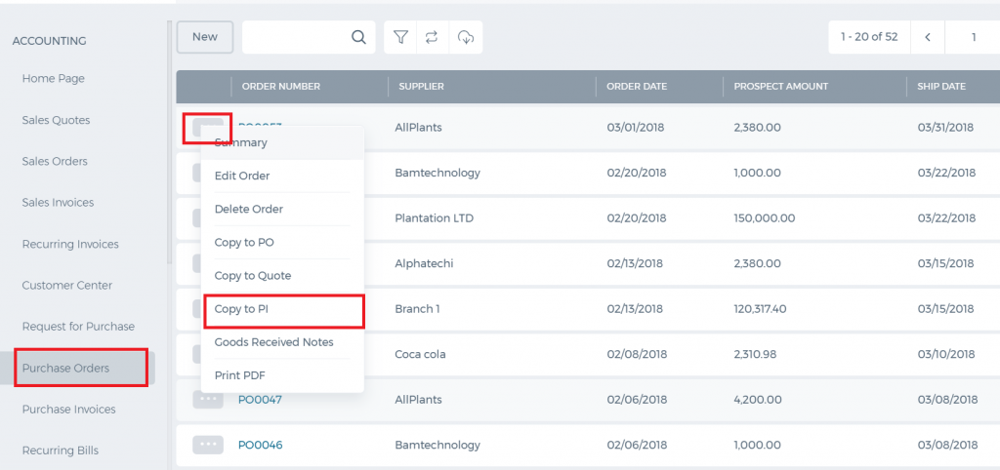 ACCOUNTING
Home Page
Sales Quotes
Sales Orders
Sales Invoices
Recurring Invoices
Customer Center
Request for Purchase
Purchase Orders
Purchase Invoices
Recurring Bills
New
1 - 20 of 52
1
ORDER NUMBER SUPPLIER ORDER DATE PROSPECT AMOUNT SHIP DATE
AllPlants 03/01/2018 2,380.00 03/31/2018
Bamtechnology 02/20/2018 1,000.00 03/22/2018
Plantation LTD 02/20/2018 150,000.00 03/22/2018
Alphatechi 02/13/2018 2,380.00 03/15/2018
Branch 1 02/13/2018 120,317.40 03/15/2018
Coca cola 02/08/2018 2,310.98 03/10/2018
PO0047 AllPlants 02/06/2018 4,200.00 03/08/2018
PO0046 Bamtechnology 02/06/2018 1,000.00 03/08/2018
Summary
Edit Order
Delete Order
Copy to PO
Copy to Quote
Copy to PI
Goods Received Notes
Print PDF